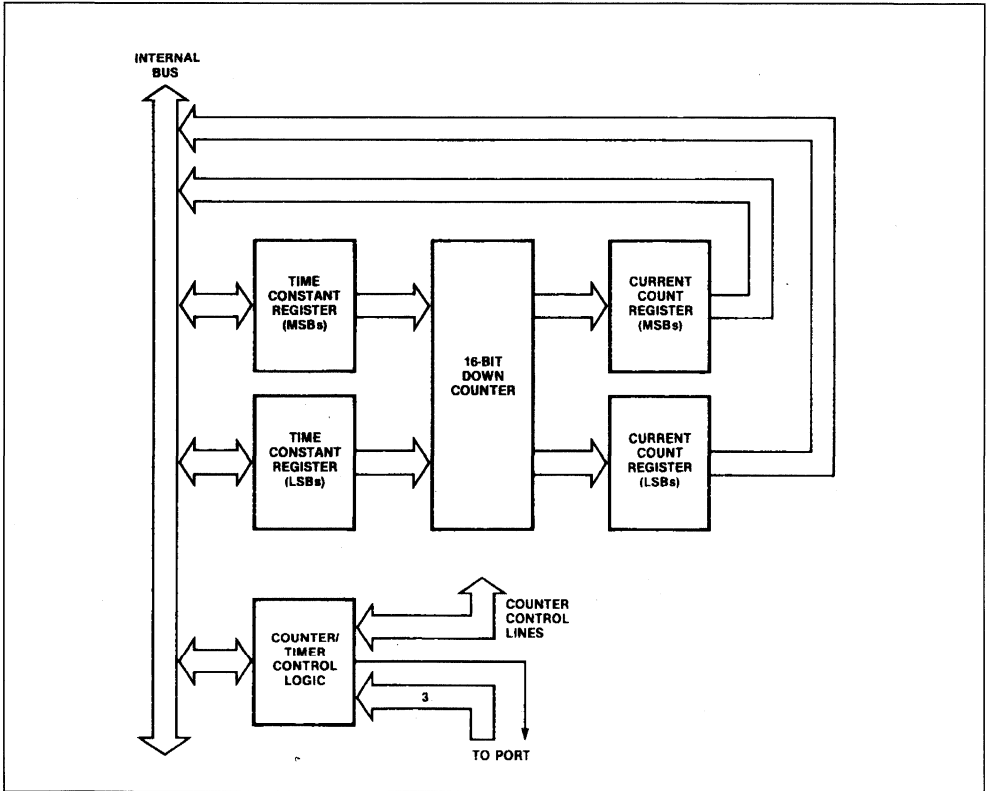 INTERNAL
BUS
TIME
CONSTANT
REGISTER
(MSBs)
16-BIT
DOWN
COUNTER
CURRENT
COUNT
REGISTER
(MSBs)
TIME
CONSTANT
REGISTER
(LSBs)
CURRENT
COUNT
REGISTER
(LSBs)
COUNTER/
TIMER
CONTROL
LOGIC
COUNTER
CONTROL
LINES
3
TO PORT